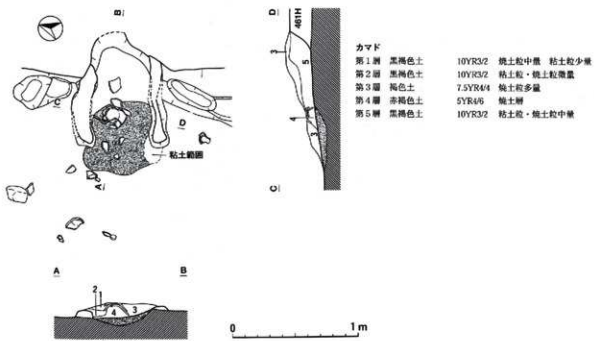 B
D
461H
3
5
カマド
第1層 黒褐色土 10YR3/2 焼土粒中量 粘土粒少量
第2層 黒褐色土 10YR3/2 粘土粒・焼土粒微量
第3層 褐色土 7.5YR4/4 焼土粒多量
第4層 赤褐色土 5YR4/6 焼土層
第5層 黒褐色土 10YR3/2 粘土粒・焼土粒中量
C
D
4
3
粘土範囲
A
C
A
B
2
1
4
3
0
1m